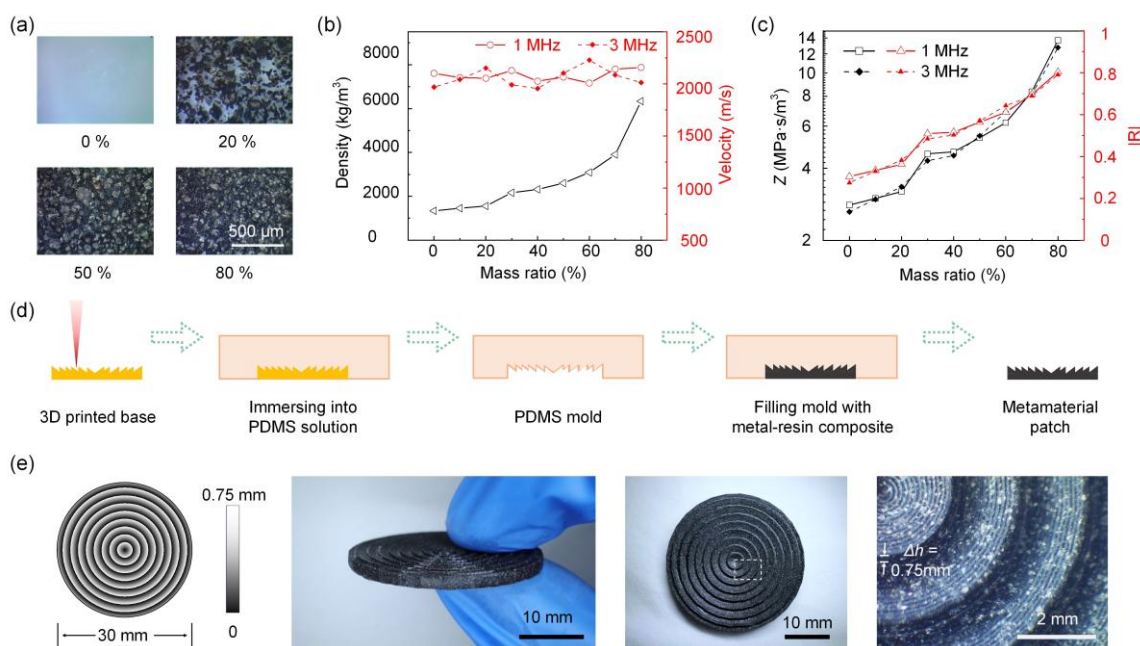 (a)
0 %
20 %
50 %
500 μm
80 %
(b)
1 MHz
3 MHz
Density (kg/m³)
8000
6000
4000
2000
0
Velocity (m/s)
2500
2000
1500
1000
500
0 10 20 30 40 50 60 70 80
Mass ratio (%)
(c)
1 MHz
3 MHz
Z (MPa·s/m³)
14
12
10
8
6
4
2
|R|
1
0.8
0.6
0.4
0.2
0
0 20 40 60 80
Mass ratio (%)
(d)
3D printed base
Immersing into
PDMS solution
PDMS mold
Filling mold with
metal-resin composite
Metamaterial
patch
(e)
0.75 mm
0
30 mm
10 mm
10 mm
Δh =
0.75mm
2 mm